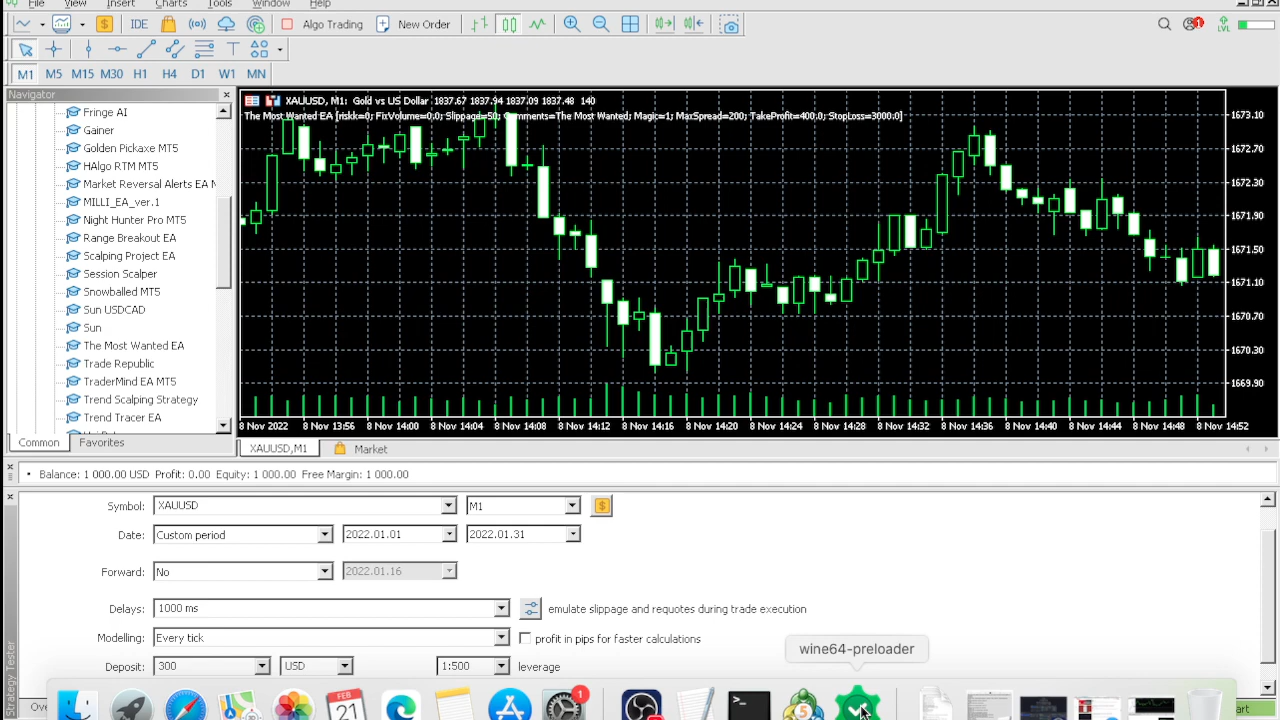 File View Insert Charts Tools Window Help
IDE Algo Trading New Order 1 LVL
M1 M5 M15 M30 H1 H4 D1 W1 MN
Navigator
Fringe AI
Gainer
Golden Pickaxe MT5
HAlgo RTM MT5
Market Reversal Alerts EA M
MILLI_EA_ver.1
Night Hunter Pro MT5
Range Breakout EA
Scalping Project EA
Session Scalper
Snowballed MT5
Sun USDCAD
Sun
The Most Wanted EA
Trade Republic
TraderMind EA MT5
Trend Scalping Strategy
Trend Tracer EA
Common Favorites
XAUUSD, M1: Gold vs US Dollar 1837.67 1837.94 1837.09 1837.48 140
The Most Wanted EA [riskk=0; FixVolume=0.0; Slippage=50; Comments=The Most Wanted; Magic=1; MaxSpread=200; TakeProfit=400.0; StopLoss=3000.0]
1673.10
1672.70
1672.30
1671.90
1671.50
1671.10
1670.70
1670.30
1669.90
8 Nov 2022 8 Nov 13:56 8 Nov 14:00 8 Nov 14:04 8 Nov 14:08 8 Nov 14:12 8 Nov 14:16 8 Nov 14:20 8 Nov 14:24 8 Nov 14:28 8 Nov 14:32 8 Nov 14:36 8 Nov 14:40 8 Nov 14:44 8 Nov 14:48 8 Nov 14:52
XAUUSD,M1 Market
• Balance: 1 000.00 USD Profit: 0.00 Equity: 1 000.00 Free Margin: 1 000.00
Symbol: XAUUSD M1
Date: Custom period 2022.01.01 2022.01.31
Forward: No 2022.01.16
Delays: 1000 ms emulate slippage and requotes during trade execution
Modelling: Every tick profit in pips for faster calculations
Deposit: 300 USD 1:500 leverage
Strategy Tester
wine64-preloader
FEB
21
1
5